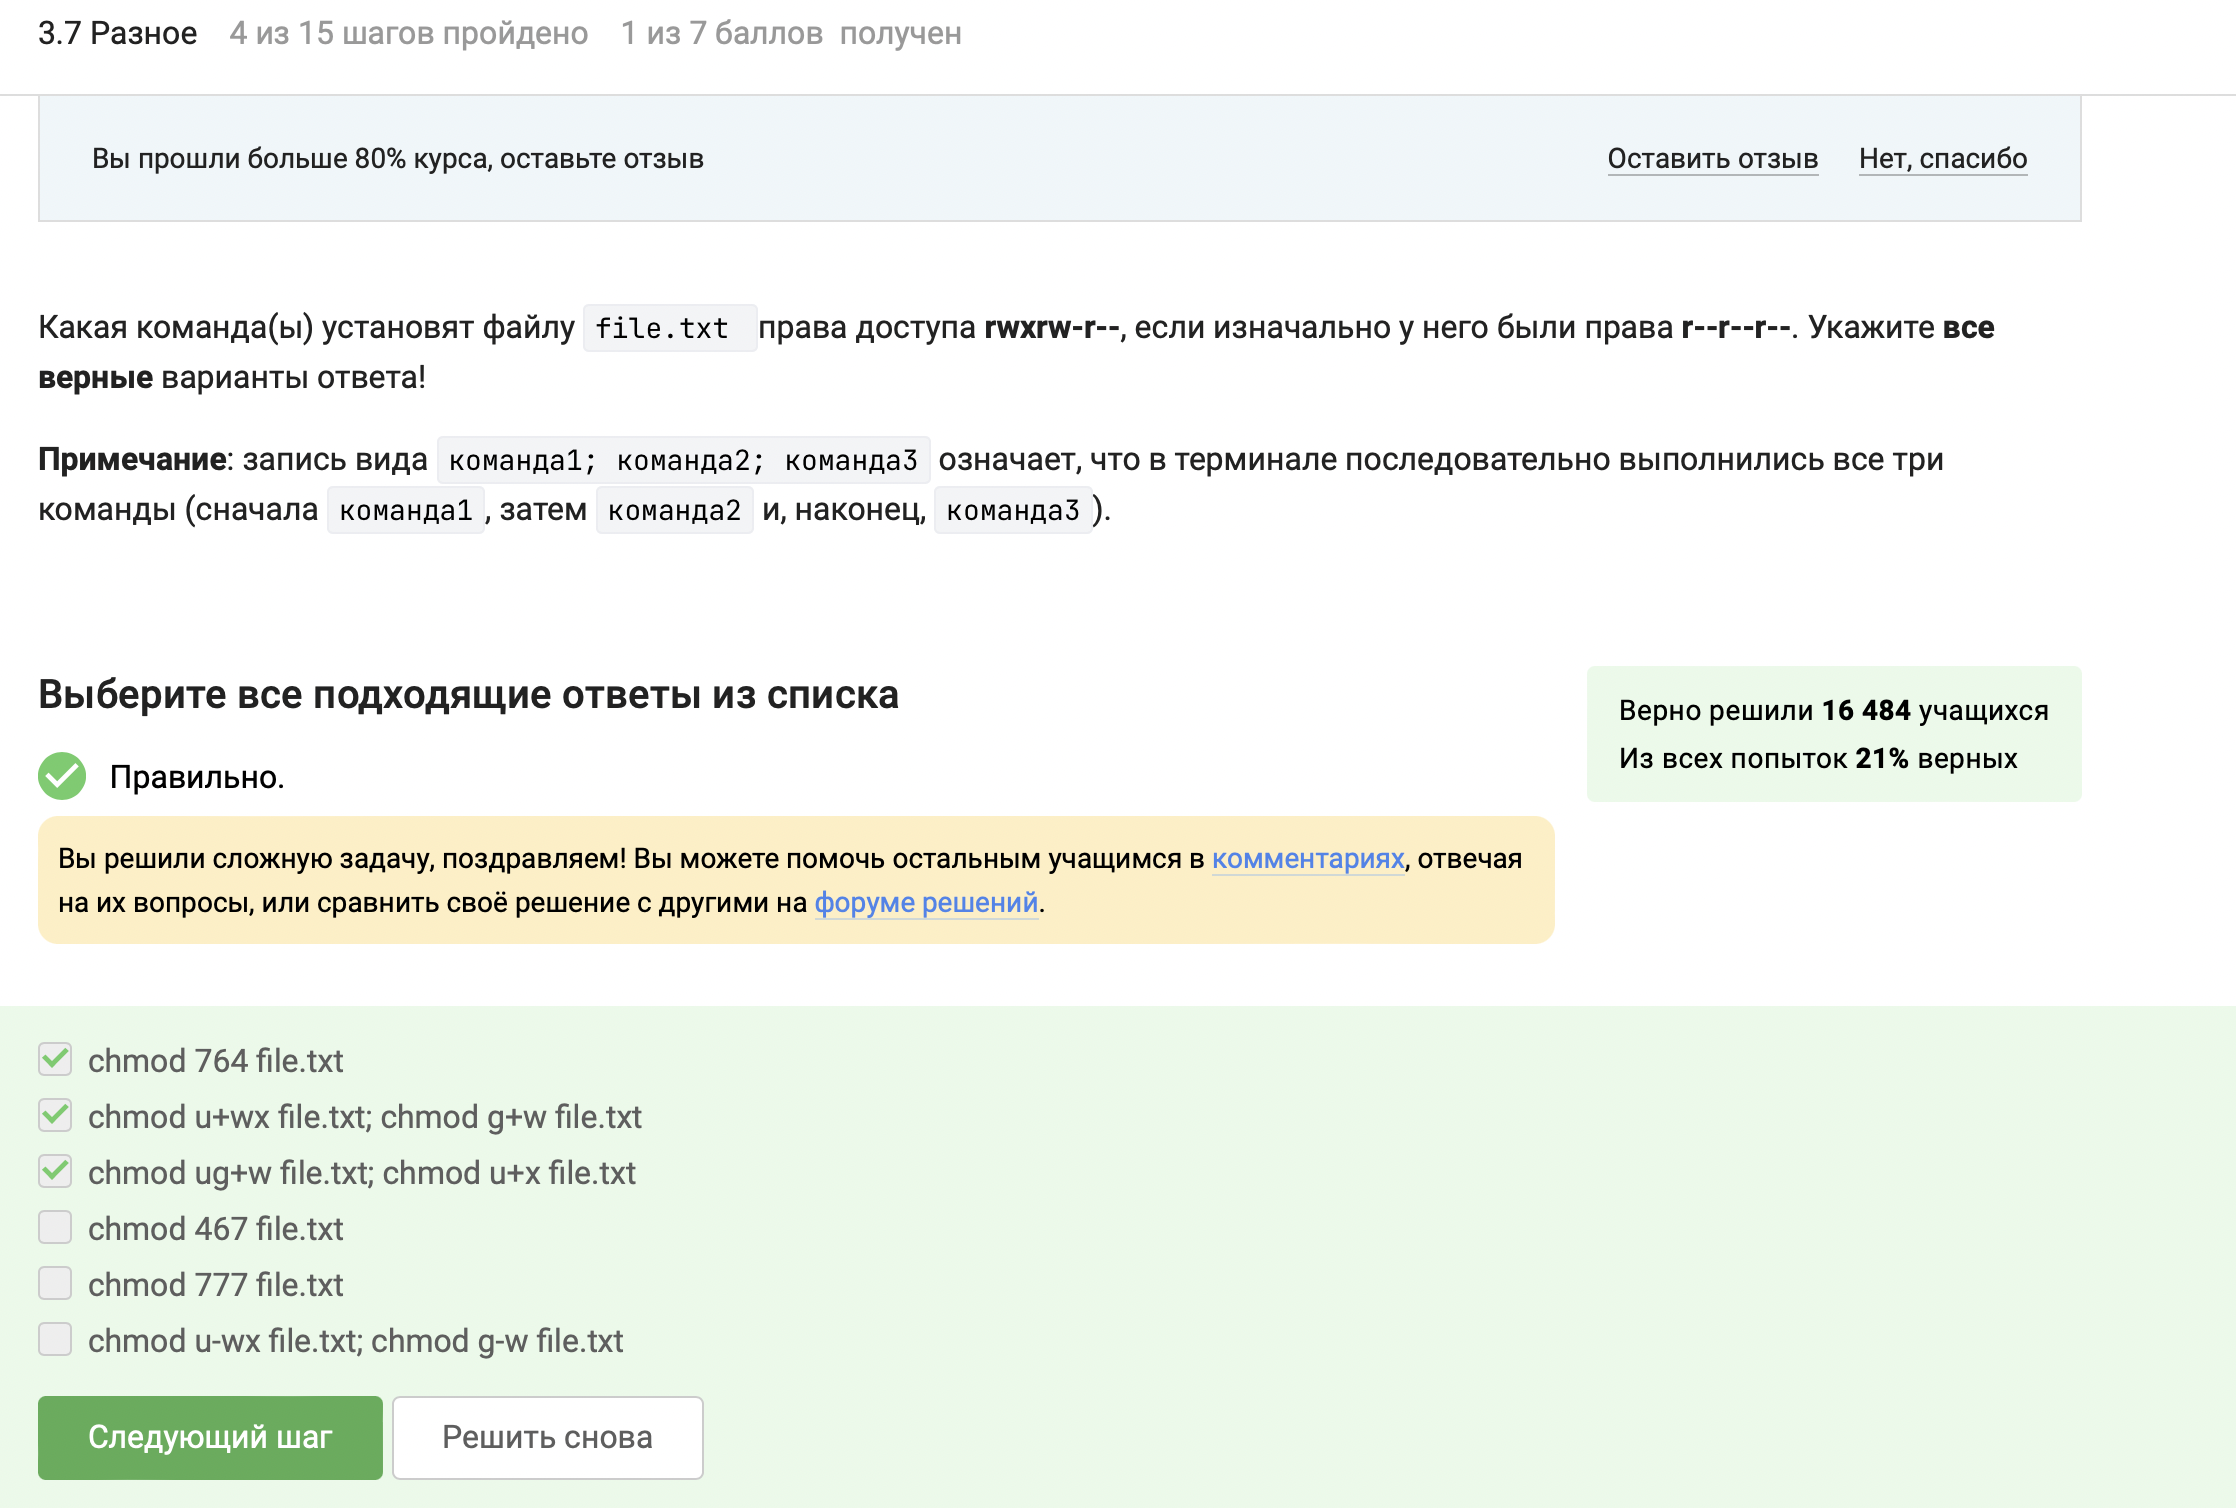 3.7 Разное 4 из 15 шагов пройдено 1 из 7 баллов получен
Вы прошли больше 80% курса, оставьте отзыв Оставить отзыв Нет, спасибо
Какая команда(ы) установят файлу file.txt права доступа rwxrw-r--, если изначально у него были права r--r--r--. Укажите все
верные варианты ответа!
Примечание: запись вида команда1; команда2; команда3 означает, что в терминале последовательно выполнились все три
команды (сначала команда1, затем команда2 и, наконец, команда3).
Выберите все подходящие ответы из списка
Верно решили 16 484 учащихся
Из всех попыток 21% верных
Правильно.
Вы решили сложную задачу, поздравляем! Вы можете помочь остальным учащимся в комментариях, отвечая
на их вопросы, или сравнить своё решение с другими на форуме решений.
chmod 764 file.txt
chmod u+wx file.txt; chmod g+w file.txt
chmod ug+w file.txt; chmod u+x file.txt
chmod 467 file.txt
chmod 777 file.txt
chmod u-wx file.txt; chmod g-w file.txt
Следующий шаг Решить снова